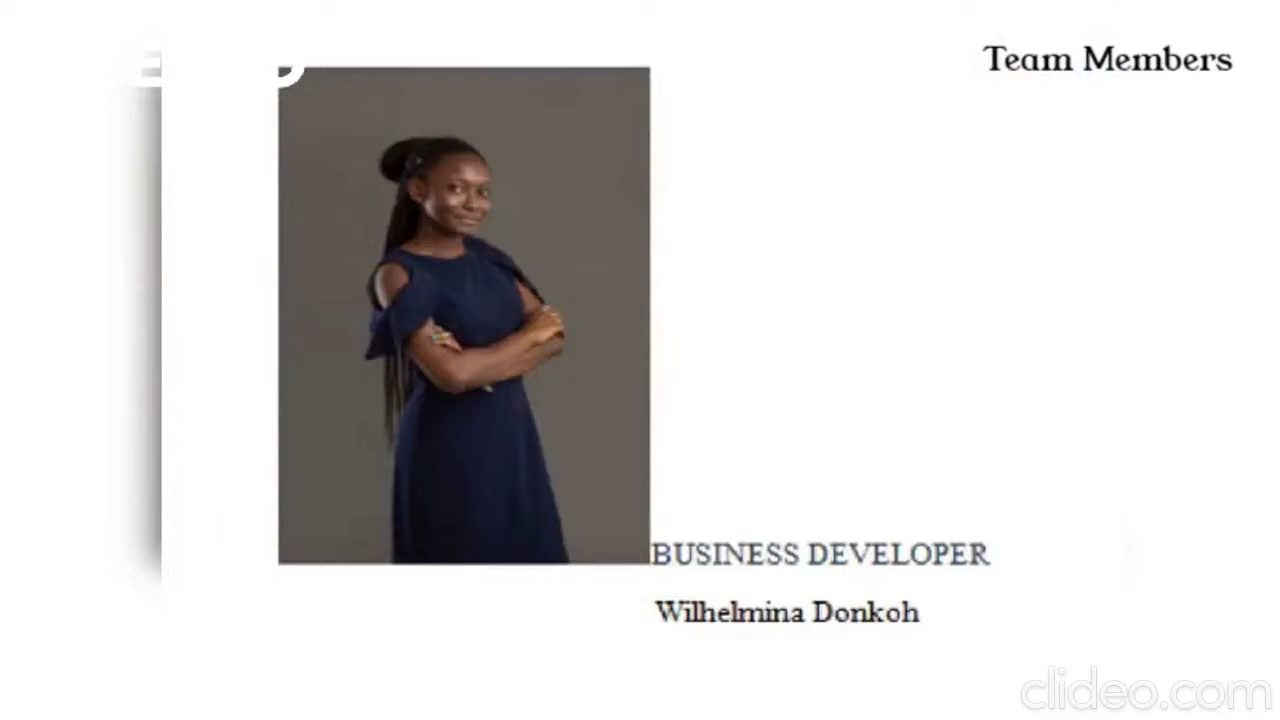 Team Members
BUSINESS DEVELOPER
Wilhelmina Donkoh
clideo.com